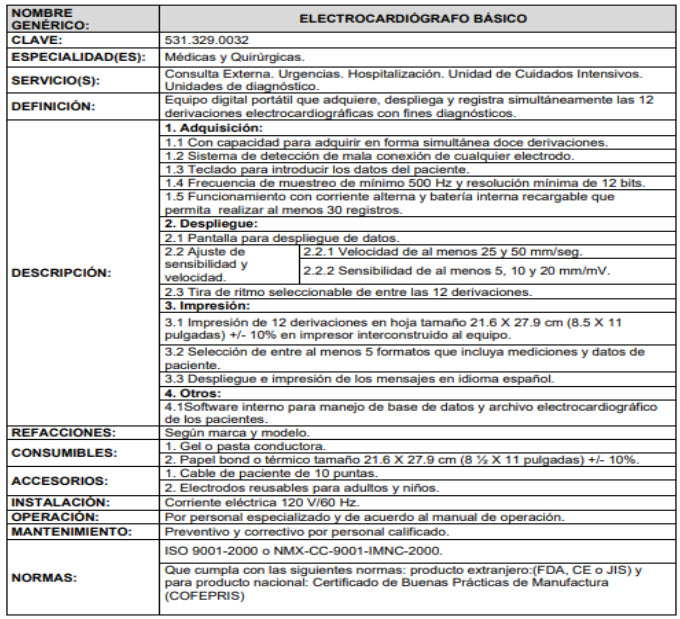 NOMBRE
GENÉRICO:
ELECTROCARDIÓGRAFO BÁSICO
CLAVE:
531.329.0032
ESPECIALIDAD(ES):
Médicas y Quirúrgicas.
SERVICIO(S):
Consulta Externa. Urgencias. Hospitalización. Unidad de Cuidados Intensivos.
Unidades de diagnóstico.
DEFINICIÓN:
Equipo digital portátil que adquiere, despliega y registra simultáneamente las 12
derivaciones electrocardiográficas con fines diagnósticos.
DESCRIPCIÓN:
1. Adquisición:
1.1 Con capacidad para adquirir en forma simultánea doce derivaciones.
1.2 Sistema de detección de mala conexión de cualquier electrodo.
1.3 Teclado para introducir los datos del paciente.
1.4 Frecuencia de muestreo de mínimo 500 Hz y resolución mínima de 12 bits.
1.5 Funcionamiento con corriente alterna y batería interna recargable que
permita realizar al menos 30 registros.
2. Despliegue:
2.1 Pantalla para despliegue de datos.
2.2 Ajuste de
sensibilidad y
velocidad.
2.2.1 Velocidad de al menos 25 y 50 mm/seg.
2.2.2 Sensibilidad de al menos 5, 10 y 20 mm/mV.
2.3 Tira de ritmo seleccionable de entre las 12 derivaciones.
3. Impresión:
3.1 Impresión de 12 derivaciones en hoja tamaño 21.6 X 27.9 cm (8.5 X 11
pulgadas) +/- 10% en impresor interconstruido al equipo.
3.2 Selección de entre al menos 5 formatos que incluya mediciones y datos de
paciente.
3.3 Despliegue e impresión de los mensajes en idioma español.
4. Otros:
4.1Software interno para manejo de base de datos y archivo electrocardiográfico
de los pacientes.
REFACCIONES:
Según marca y modelo.
CONSUMIBLES:
1. Gel o pasta conductora.
2. Papel bond o térmico tamaño 21.6 X 27.9 cm (8 ½ X 11 pulgadas) +/- 10%.
ACCESORIOS:
1. Cable de paciente de 10 puntas.
2. Electrodos reusables para adultos y niños.
INSTALACIÓN:
Corriente eléctrica 120 V/60 Hz.
OPERACIÓN:
Por personal especializado y de acuerdo al manual de operación.
MANTENIMIENTO:
Preventivo y correctivo por personal calificado.
NORMAS:
ISO 9001-2000 o NMX-CC-9001-IMNC-2000.
Que cumpla con las siguientes normas: producto extranjero:(FDA, CE o JIS) y
para producto nacional: Certificado de Buenas Prácticas de Manufactura
(COFEPRIS)